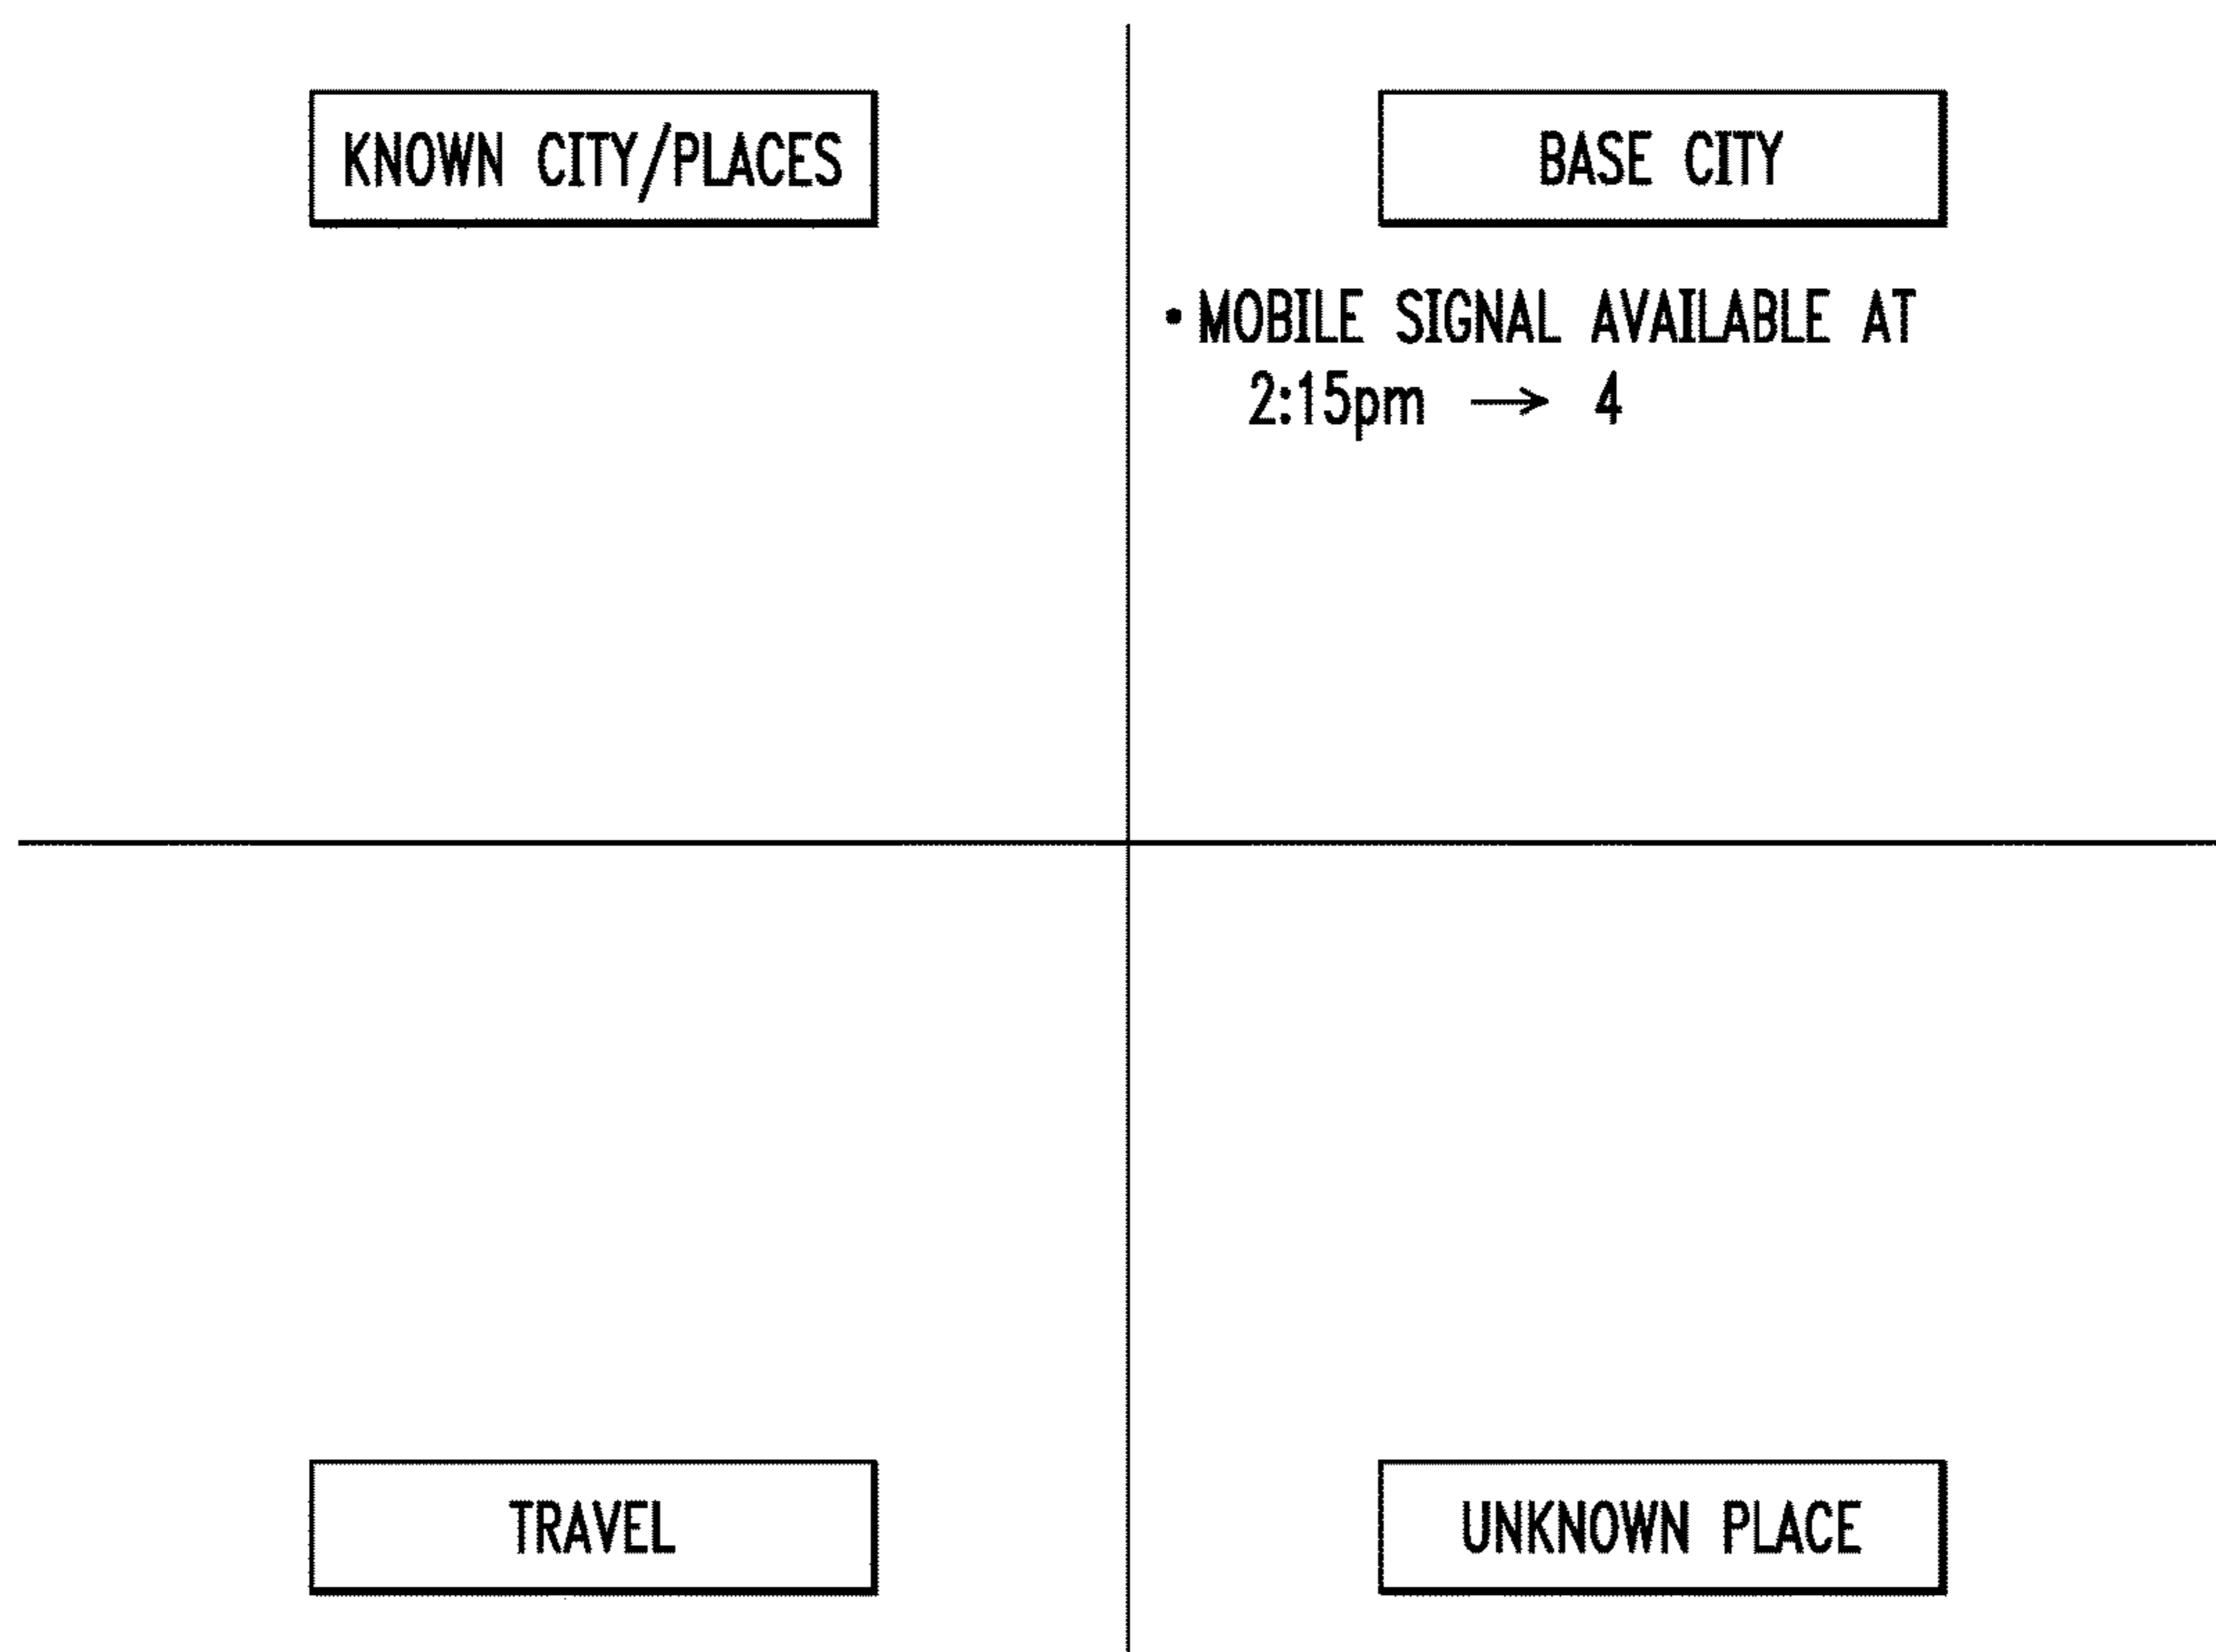 KNOWN CITY/PLACES
BASE CITY
• MOBILE SIGNAL AVAILABLE AT
2:15pm → 4
TRAVEL
UNKNOWN PLACE